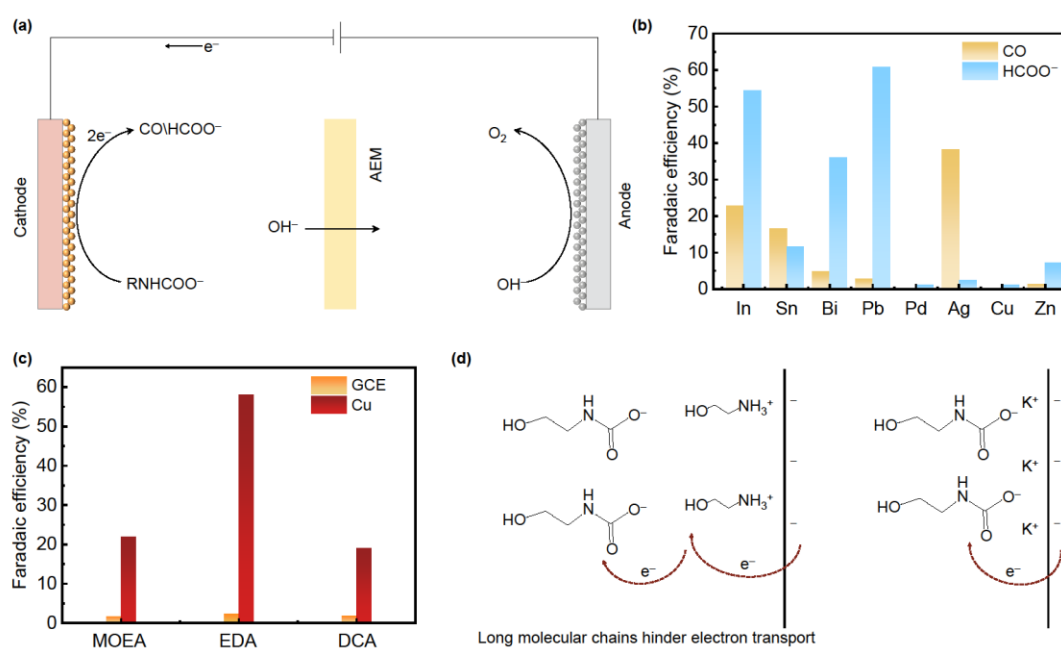 (a)
e⁻
Cathode
2e⁻
CO\HCOO⁻
RNHCOO⁻
AEM
OH⁻
O₂
OH⁻
Anode
(b)
Faradaic efficiency (%)
70
60
50
40
30
20
10
0
CO
HCOO⁻
In Sn Bi Pb Pd Ag Cu Zn
(c)
Faradaic efficiency (%)
60
50
40
30
20
10
0
GCE
Cu
MOEA EDA DCA
(d)
HO
H
N
O⁻
O
HO
NH₃⁺
HO
H
N
O⁻
O
HO
NH₃⁺
e⁻
e⁻
−
−
−
HO
H
N
O⁻
O
K⁺
−
K⁺
−
HO
H
N
O⁻
O
K⁺
−
e⁻
Long molecular chains hinder electron transport